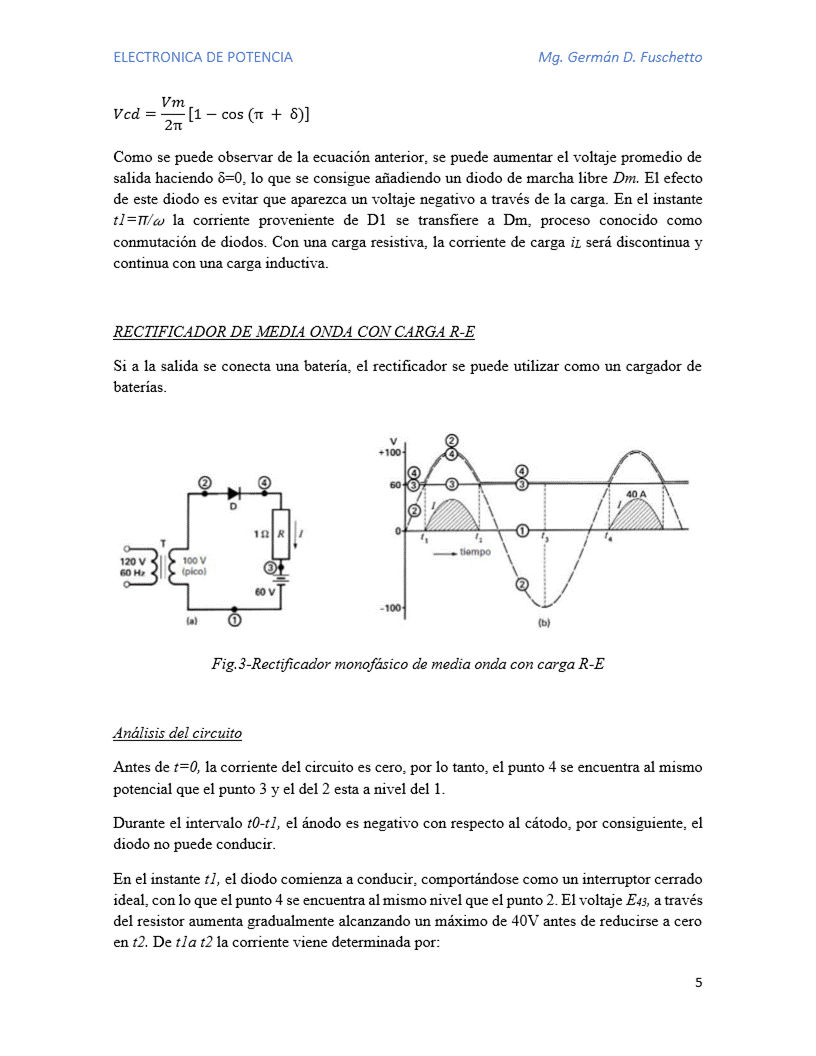 ELECTRONICA DE POTENCIA
Mg. Germán D. Fuschetto
Vcd = Vm/2π [1 − cos (π + δ)]
Como se puede observar de la ecuación anterior, se puede aumentar el voltaje promedio de
salida haciendo δ=0, lo que se consigue añadiendo un diodo de marcha libre Dm. El efecto
de este diodo es evitar que aparezca un voltaje negativo a través de la carga. En el instante
t1=π/ω la corriente proveniente de D1 se transfiere a Dm, proceso conocido como
conmutación de diodos. Con una carga resistiva, la corriente de carga iL será discontinua y
continua con una carga inductiva.
RECTIFICADOR DE MEDIA ONDA CON CARGA R-E
Si a la salida se conecta una batería, el rectificador se puede utilizar como un cargador de
baterías.
2
4
D
1 Ω R I
T
120 V
60 Hz
100 V
(pico)
3
60 V
(a)
1
V
+100
2
4
4
4
60
3
3
3
2
I
I
40 A
0
1
t1
t2
t3
t4
tiempo
2
-100
(b)
Fig.3-Rectificador monofásico de media onda con carga R-E
Análisis del circuito
Antes de t=0, la corriente del circuito es cero, por lo tanto, el punto 4 se encuentra al mismo
potencial que el punto 3 y el del 2 esta a nivel del 1.
Durante el intervalo t0-t1, el ánodo es negativo con respecto al cátodo, por consiguiente, el
diodo no puede conducir.
En el instante t1, el diodo comienza a conducir, comportándose como un interruptor cerrado
ideal, con lo que el punto 4 se encuentra al mismo nivel que el punto 2. El voltaje E43, a través
del resistor aumenta gradualmente alcanzando un máximo de 40V antes de reducirse a cero
en t2. De t1a t2 la corriente viene determinada por:
5